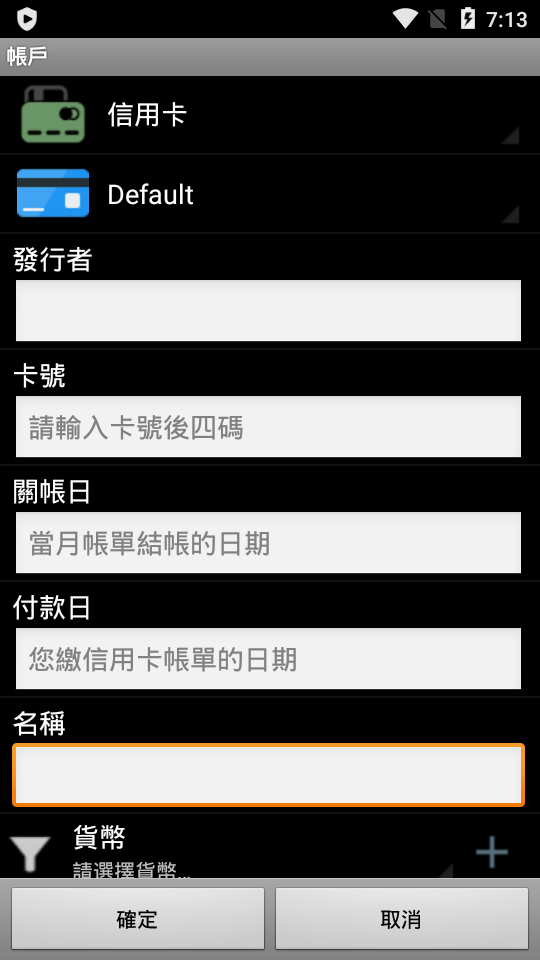 7:13
帳戶
信用卡
Default
發行者
卡號
請輸入卡號後四碼
關帳日
當月帳單結帳的日期
付款日
您繳信用卡帳單的日期
名稱
貨幣
請選擇貨幣...
確定
取消